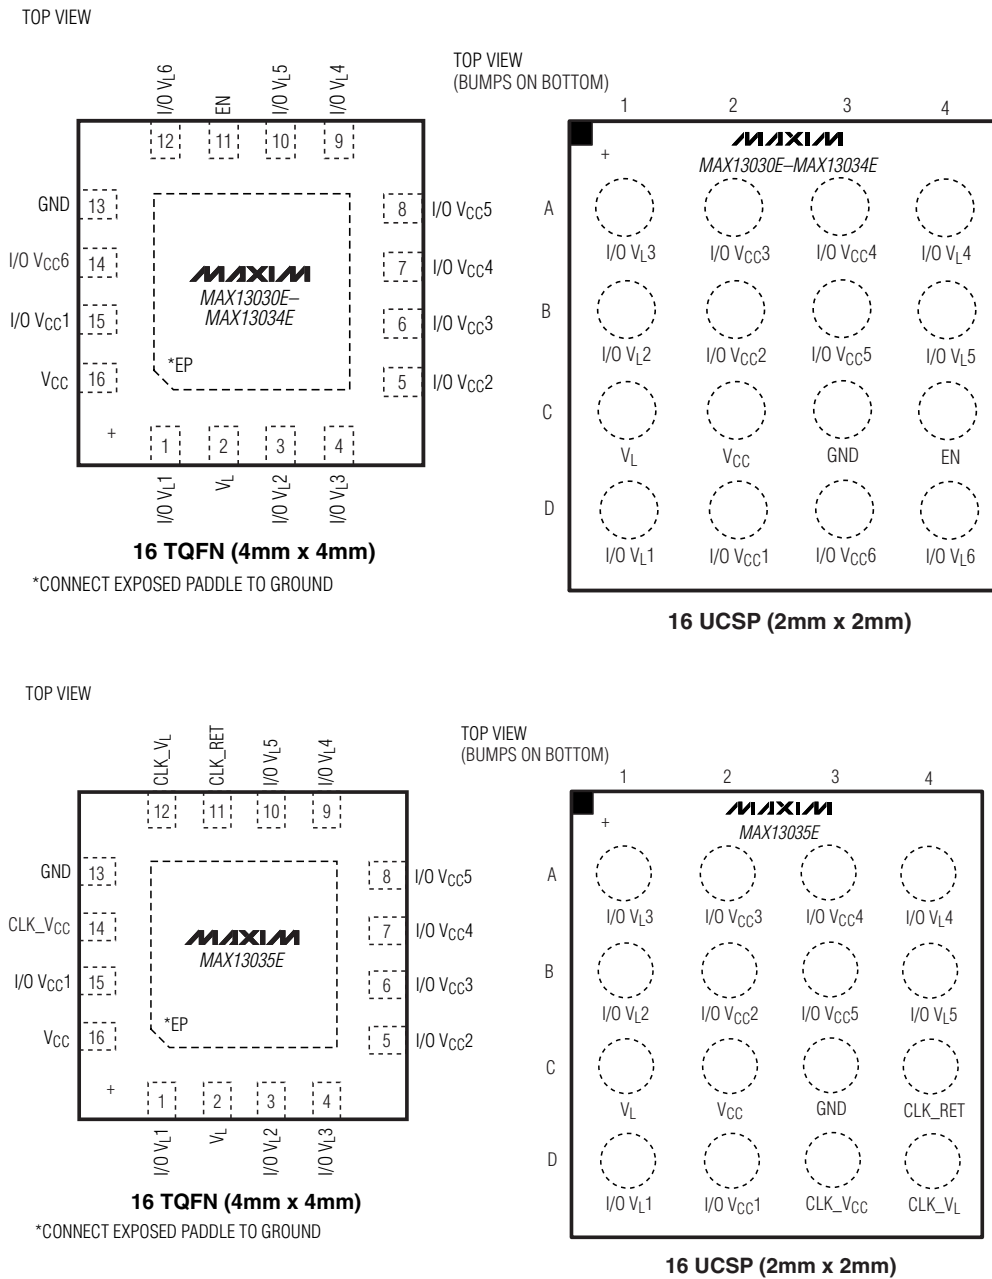 TOP VIEW
I/O VL6
EN
I/O VL5
I/O VL4
12
11
10
9
GND
13
I/O VCC6
14
I/O VCC1
15
VCC
16
8
I/O VCC5
7
I/O VCC4
6
I/O VCC3
5
I/O VCC2
MAXIM
MAX13030E–
MAX13034E
*EP
+
1
2
3
4
I/O VL1
VL
I/O VL2
I/O VL3
16 TQFN (4mm x 4mm)
*CONNECT EXPOSED PADDLE TO GROUND
TOP VIEW
(BUMPS ON BOTTOM)
1 2 3 4
+
MAXIM
MAX13030E–MAX13034E
A
I/O VL3 I/O VCC3 I/O VCC4 I/O VL4
B
I/O VL2 I/O VCC2 I/O VCC5 I/O VL5
C
VL VCC GND EN
D
I/O VL1 I/O VCC1 I/O VCC6 I/O VL6
16 UCSP (2mm x 2mm)
TOP VIEW
CLK_VL
CLK_RET
I/O VL5
I/O VL4
12
11
10
9
GND
13
CLK_VCC
14
I/O VCC1
15
VCC
16
8
I/O VCC5
7
I/O VCC4
6
I/O VCC3
5
I/O VCC2
MAXIM
MAX13035E
*EP
+
1
2
3
4
I/O VL1
VL
I/O VL2
I/O VL3
16 TQFN (4mm x 4mm)
*CONNECT EXPOSED PADDLE TO GROUND
TOP VIEW
(BUMPS ON BOTTOM)
1 2 3 4
+
MAXIM
MAX13035E
A
I/O VL3 I/O VCC3 I/O VCC4 I/O VL4
B
I/O VL2 I/O VCC2 I/O VCC5 I/O VL5
C
VL VCC GND CLK_RET
D
I/O VL1 I/O VCC1 CLK_VCC CLK_VL
16 UCSP (2mm x 2mm)